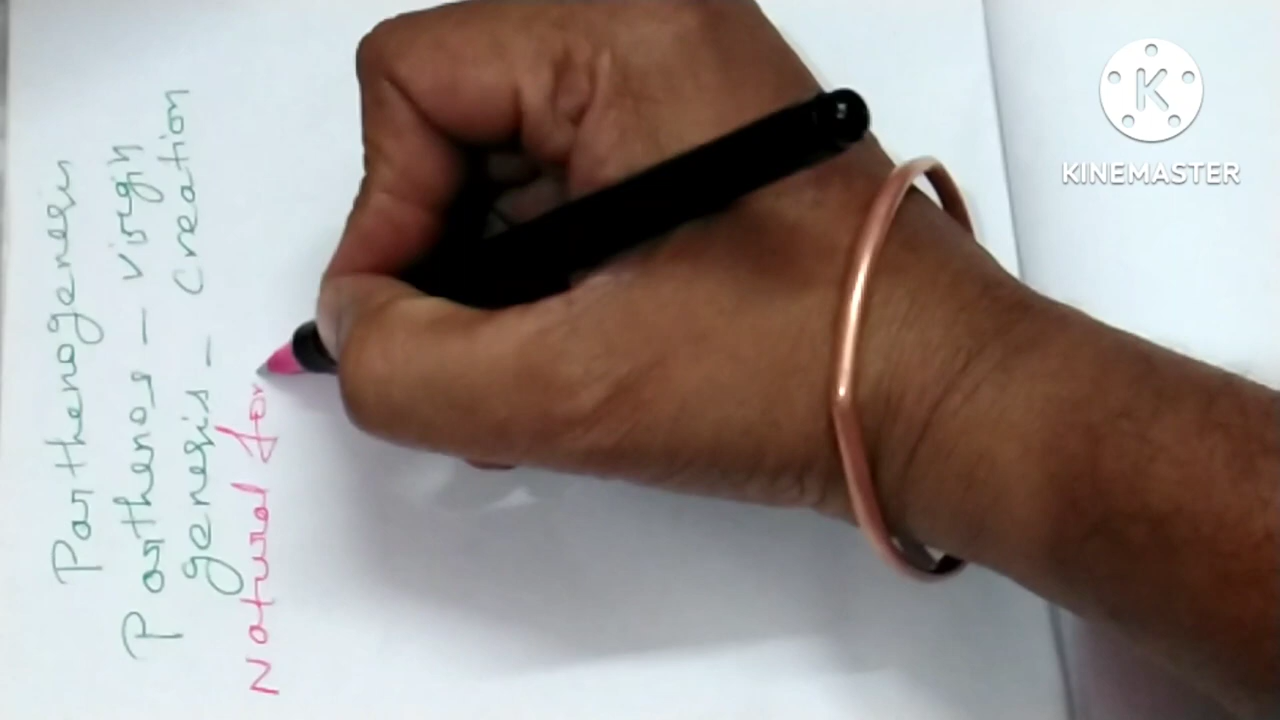 Parthenogenesis
Parthenos - virgin
genesis - creation
Natural for
KINEMASTER